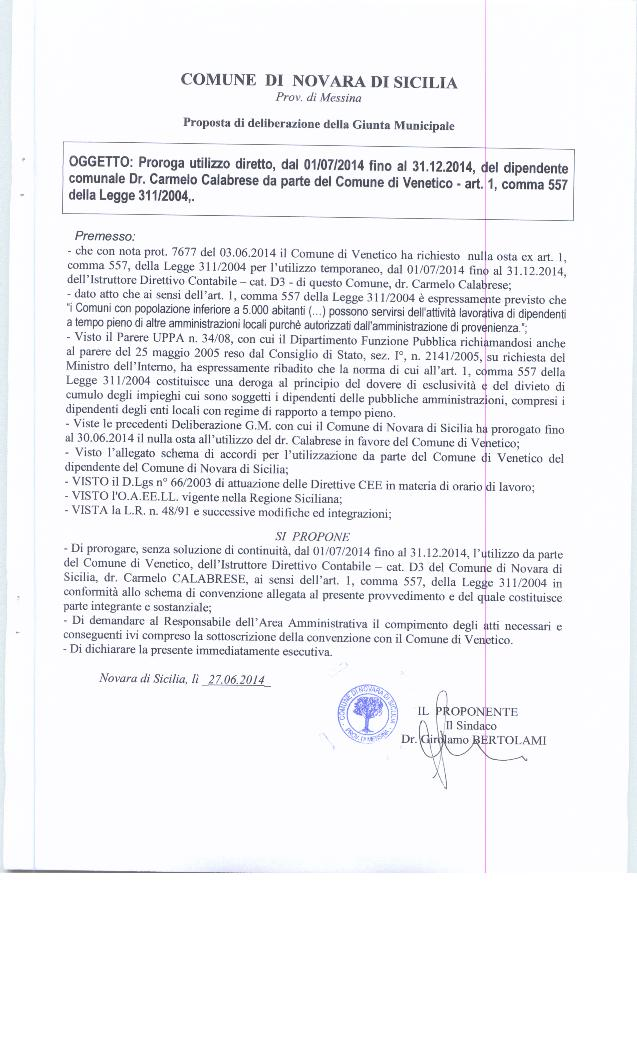 COMUNE DI NOVARA DI SICILIA
Prov. di Messina
Proposta di deliberazione della Giunta Municipale
OGGETTO: Proroga utilizzo diretto, dal 01/07/2014 fino al 31.12.2014, del dipendente
comunale Dr. Carmelo Calabrese da parte del Comune di Venetico - art. 1, comma 557
della Legge 311/2004,.
Premesso:
- che con nota prot. 7677 del 03.06.2014 il Comune di Venetico ha richiesto nulla osta ex art. 1,
comma 557, della Legge 311/2004 per l'utilizzo temporaneo, dal 01/07/2014 fino al 31.12.2014,
dell'Istruttore Direttivo Contabile – cat. D3 - di questo Comune, dr. Carmelo Calabrese;
- dato atto che ai sensi dell'art. 1, comma 557 della Legge 311/2004 è espressamente previsto che
"i Comuni con popolazione inferiore a 5.000 abitanti (...) possono servirsi dell'attività lavorativa di dipendenti
a tempo pieno di altre amministrazioni locali purchè autorizzati dall'amministrazione di provenienza.";
- Visto il Parere UPPA n. 34/08, con cui il Dipartimento Funzione Pubblica richiamandosi anche
al parere del 25 maggio 2005 reso dal Consiglio di Stato, sez. I°, n. 2141/2005, su richiesta del
Ministro dell'Interno, ha espressamente ribadito che la norma di cui all'art. 1, comma 557 della
Legge 311/2004 costituisce una deroga al principio del dovere di esclusività e del divieto di
cumulo degli impieghi cui sono soggetti i dipendenti delle pubbliche amministrazioni, compresi i
dipendenti degli enti locali con regime di rapporto a tempo pieno.
- Viste le precedenti Deliberazione G.M. con cui il Comune di Novara di Sicilia ha prorogato fino
al 30.06.2014 il nulla osta all'utilizzo del dr. Calabrese in favore del Comune di Venetico;
- Visto l'allegato schema di accordi per l'utilizzazione da parte del Comune di Venetico del
dipendente del Comune di Novara di Sicilia;
- VISTO il D.Lgs n° 66/2003 di attuazione delle Direttive CEE in materia di orario di lavoro;
- VISTO l'O.A.EE.LL. vigente nella Regione Siciliana;
- VISTA la L.R. n. 48/91 e successive modifiche ed integrazioni;
SI PROPONE
- Di prorogare, senza soluzione di continuità, dal 01/07/2014 fino al 31.12.2014, l'utilizzo da parte
del Comune di Venetico, dell'Istruttore Direttivo Contabile – cat. D3 del Comune di Novara di
Sicilia, dr. Carmelo CALABRESE, ai sensi dell'art. 1, comma 557, della Legge 311/2004 in
conformità allo schema di convenzione allegata al presente provvedimento e del quale costituisce
parte integrante e sostanziale;
- Di demandare al Responsabile dell'Area Amministrativa il compimento degli atti necessari e
conseguenti ivi compreso la sottoscrizione della convenzione con il Comune di Venetico.
- Di dichiarare la presente immediatamente esecutiva.
Novara di Sicilia, lì 27.06.2014
COMUNE DI NOVARA DI SICILIA
PROV. DI MESSINA
IL PROPONENTE
Il Sindaco
Dr. Girolamo BERTOLAMI